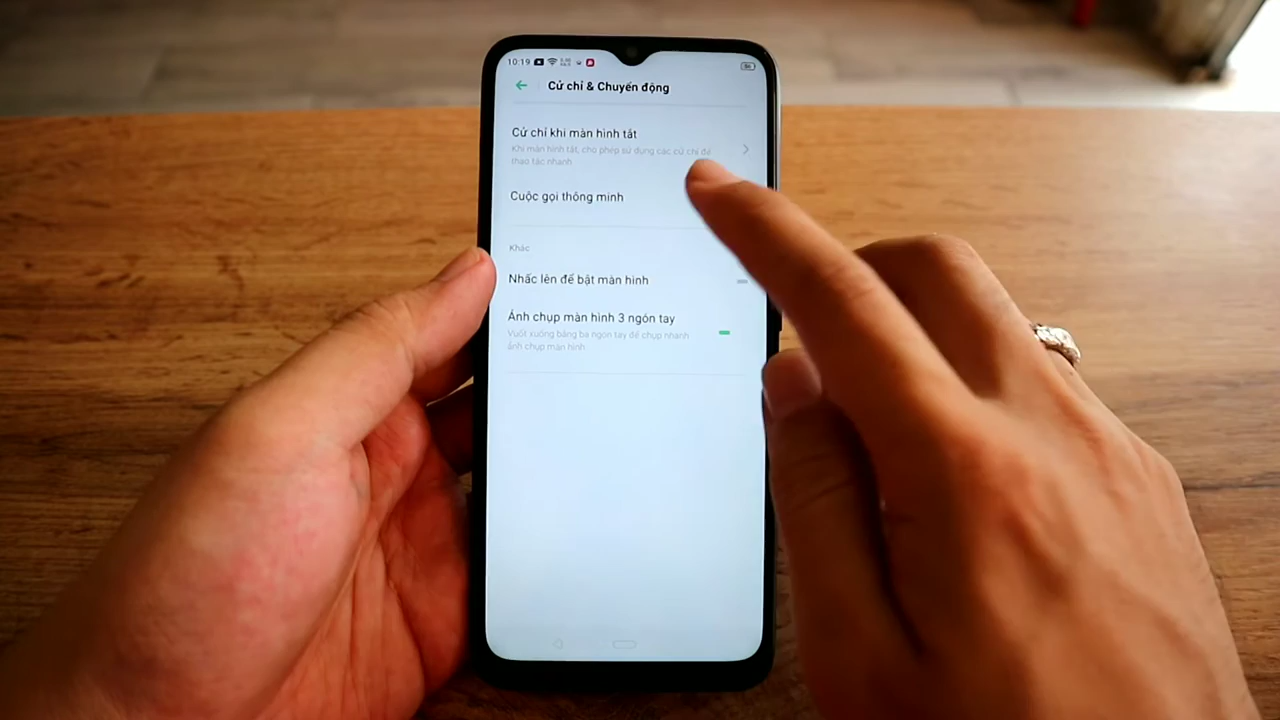 10:19
Cử chỉ & Chuyển động
Cử chỉ khi màn hình tắt
Khi màn hình tắt, cho phép sử dụng các cử chỉ để
thao tác nhanh
Cuộc gọi thông minh
Khác
Nhấc lên để bật màn hình
Ảnh chụp màn hình 3 ngón tay
Vuốt xuống bằng ba ngón tay để chụp nhanh
ảnh chụp màn hình